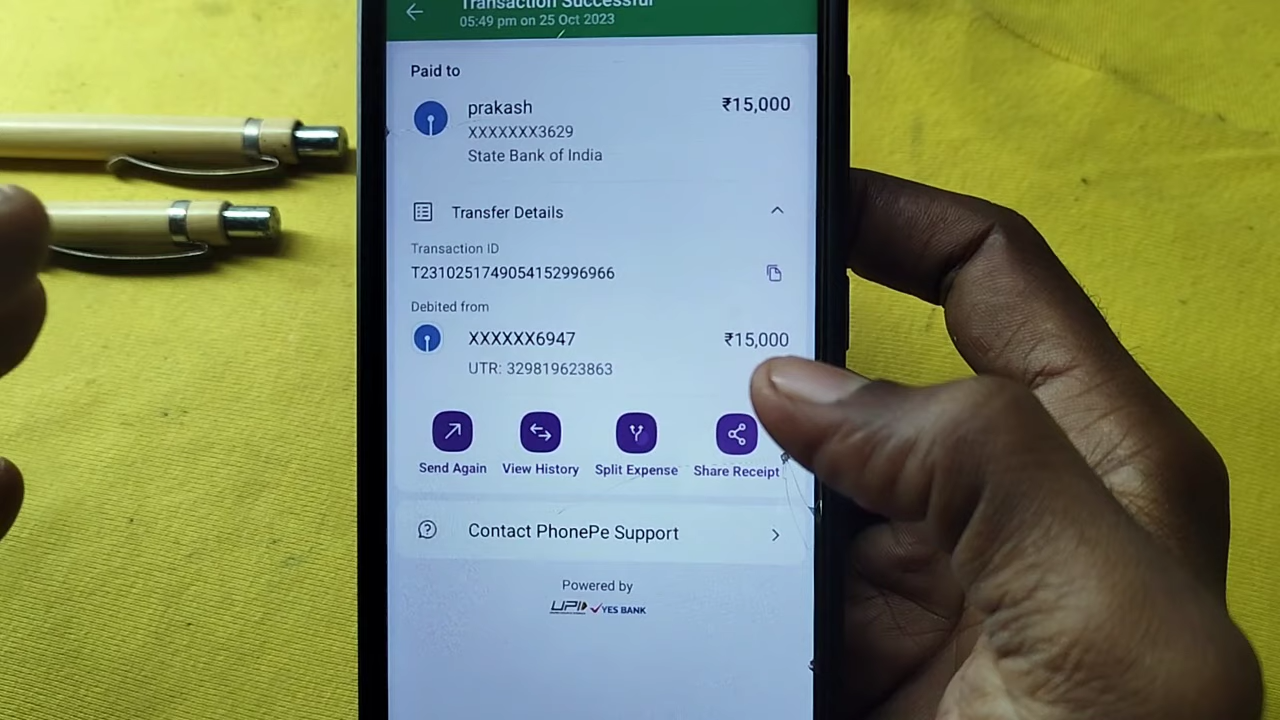 Transaction Successful
05:49 pm on 25 Oct 2023
Paid to
prakash ₹15,000
XXXXXXX3629
State Bank of India
Transfer Details
Transaction ID
T2310251749054152996966
Debited from
XXXXXX6947 ₹15,000
UTR: 329819623863
Send Again View History Split Expense Share Receipt
Contact PhonePe Support
Powered by
UPI YES BANK